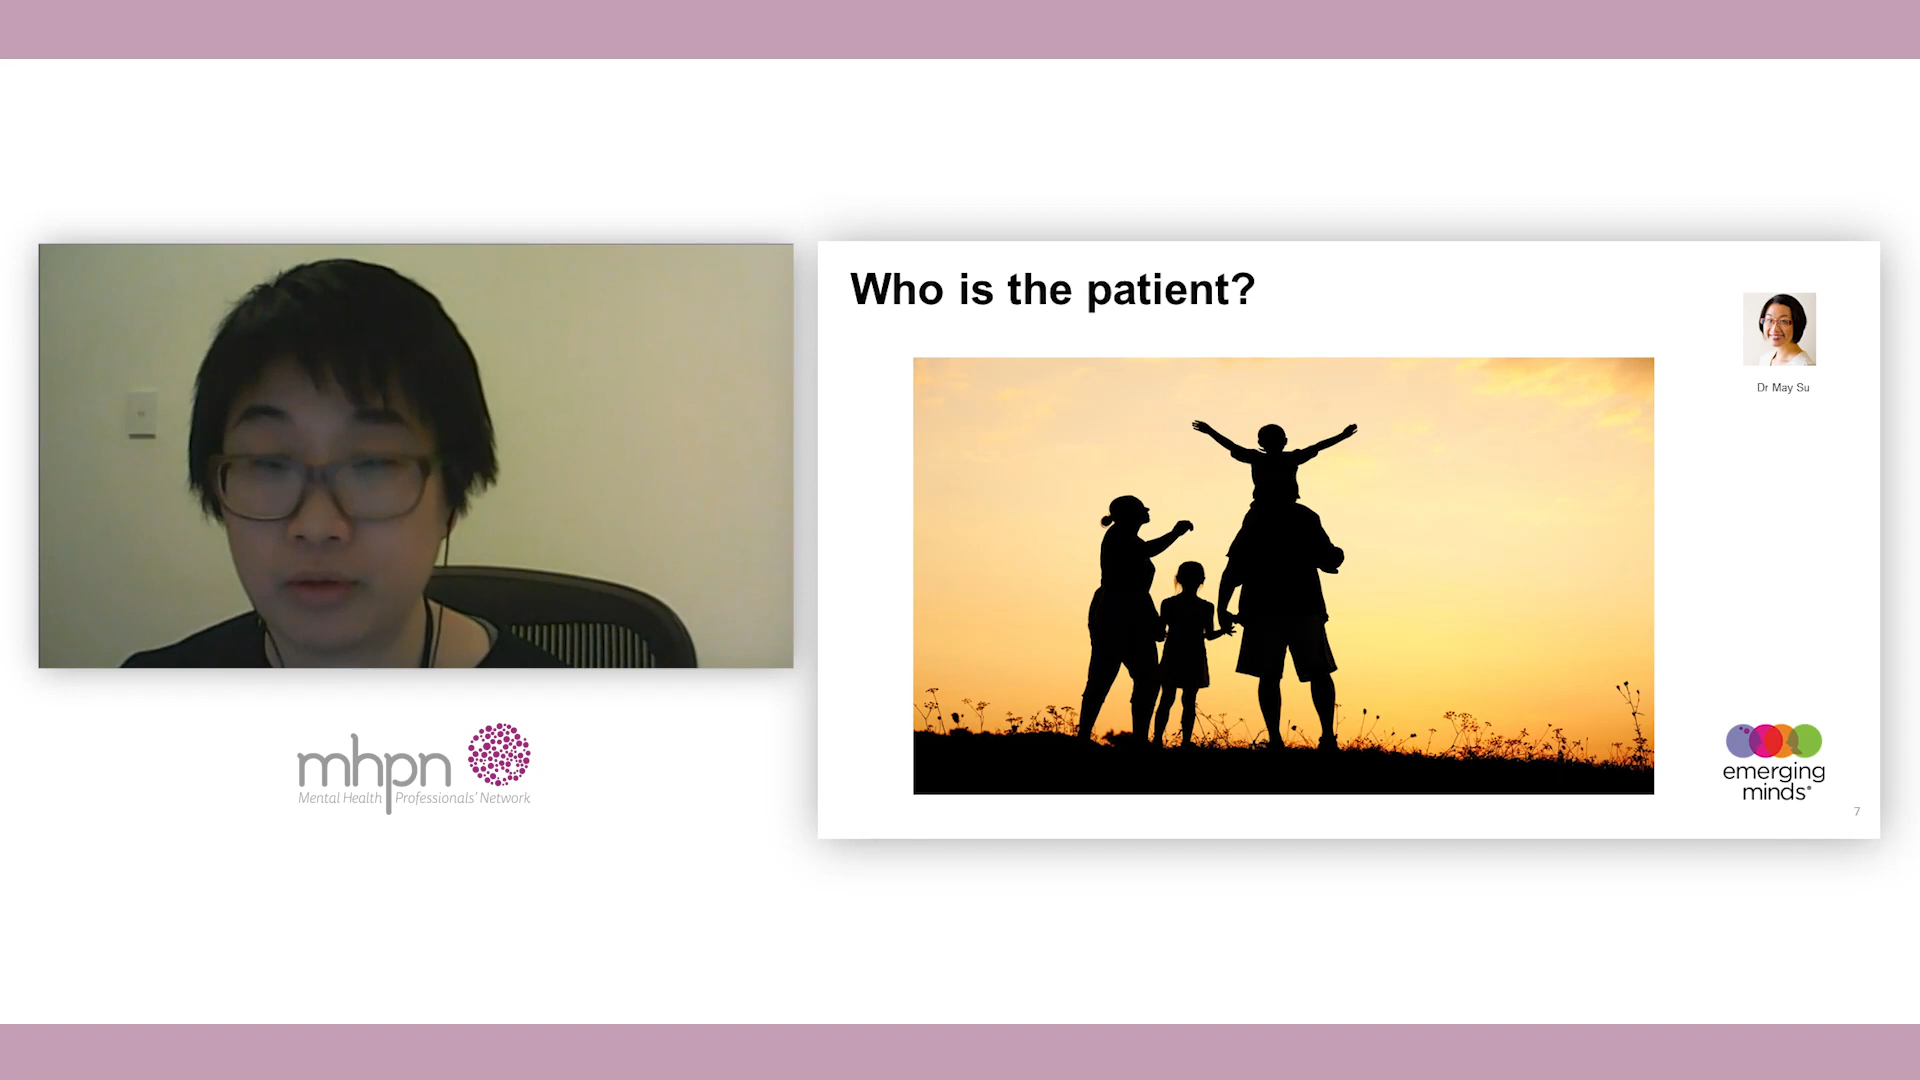 Who is the patient?
Dr May Su
mhpn
Mental Health Professionals' Network
emerging
minds
7